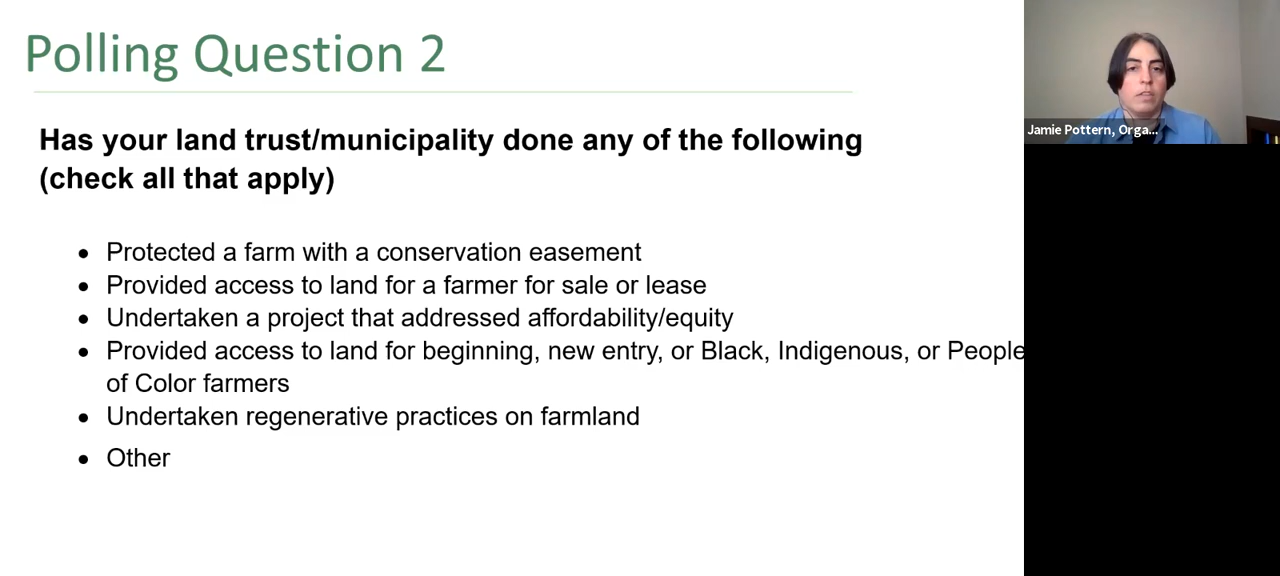 Polling Question 2
Has your land trust/municipality done any of the following
(check all that apply)
• Protected a farm with a conservation easement
• Provided access to land for a farmer for sale or lease
• Undertaken a project that addressed affordability/equity
• Provided access to land for beginning, new entry, or Black, Indigenous, or People
of Color farmers
• Undertaken regenerative practices on farmland
• Other
Jamie Pottern, Orga...